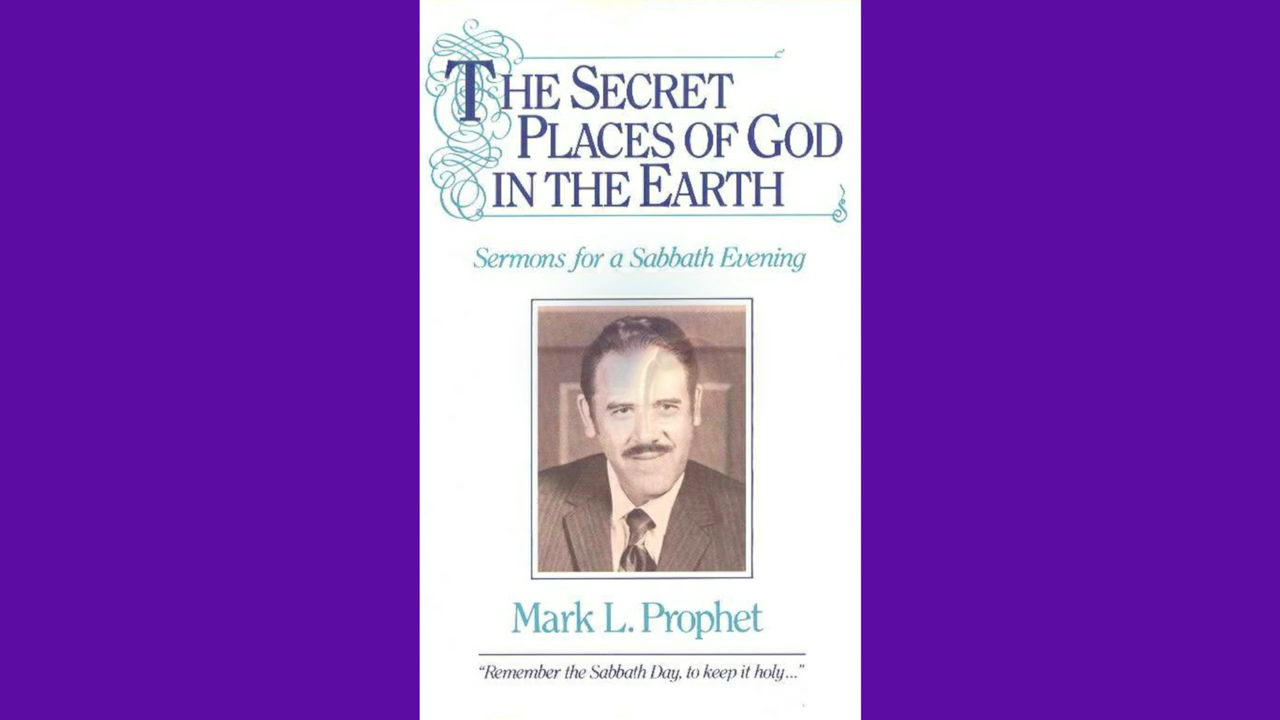 THE SECRET
PLACES OF GOD
IN THE EARTH
Sermons for a Sabbath Evening
Mark L. Prophet
“Remember the Sabbath Day, to keep it holy...”